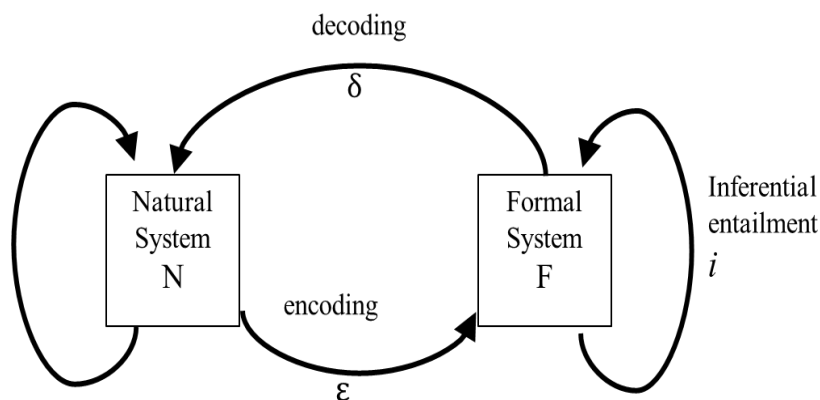 decoding
δ
Natural
System
N
Formal
System
F
Inferential
entailment
i
encoding
ε